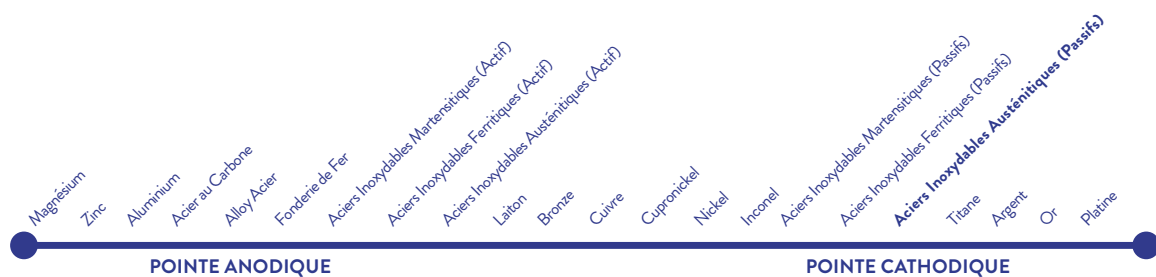 Magnésium
Zinc
Aluminium
Acier au Carbone
Alloy Acier
Fonderie de Fer
Aciers Inoxydables Martensitiques (Actif)
Aciers Inoxydables Ferritiques (Actif)
Aciers Inoxydables Austénitiques (Actif)
Laiton
Bronze
Cuivre
Cupronickel
Nickel
Inconel
Aciers Inoxydables Martensitiques (Passifs)
Aciers Inoxydables Ferritiques (Passifs)
Aciers Inoxydables Austénitiques (Passifs)
Titane
Argent
Or
Platine
POINTE ANODIQUE
POINTE CATHODIQUE